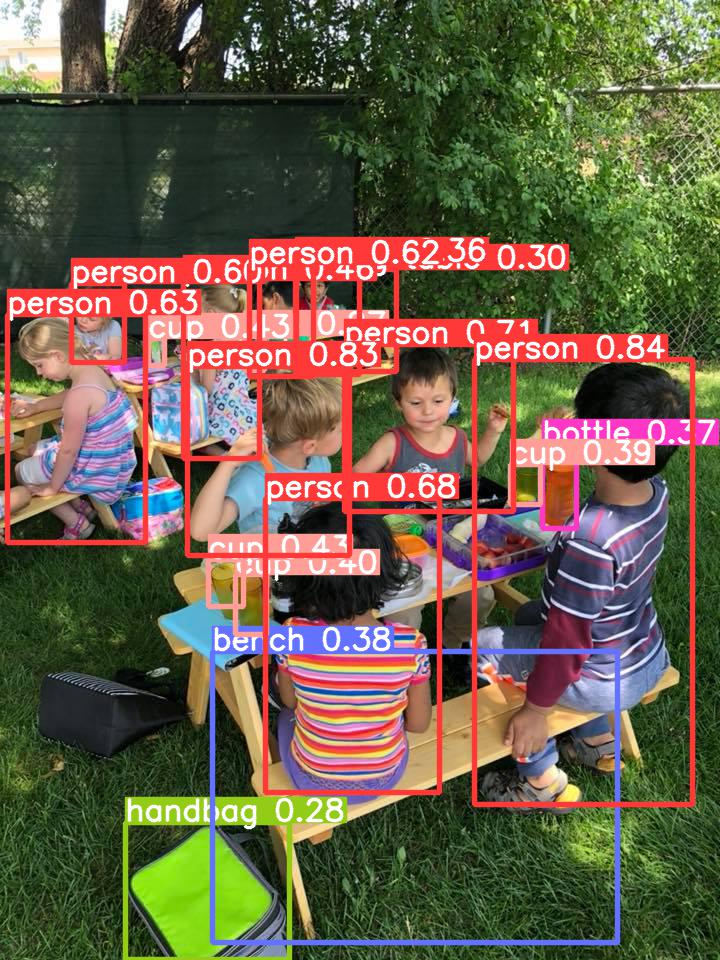 person 0.62
.36
0.30
person 0.60
0.46
person 0.63
cup 0.43
person 0.71
person 0.83
person 0.84
bottle 0.37
cup 0.39
person 0.68
cup 0.43
cup 0.40
bench 0.38
handbag 0.28